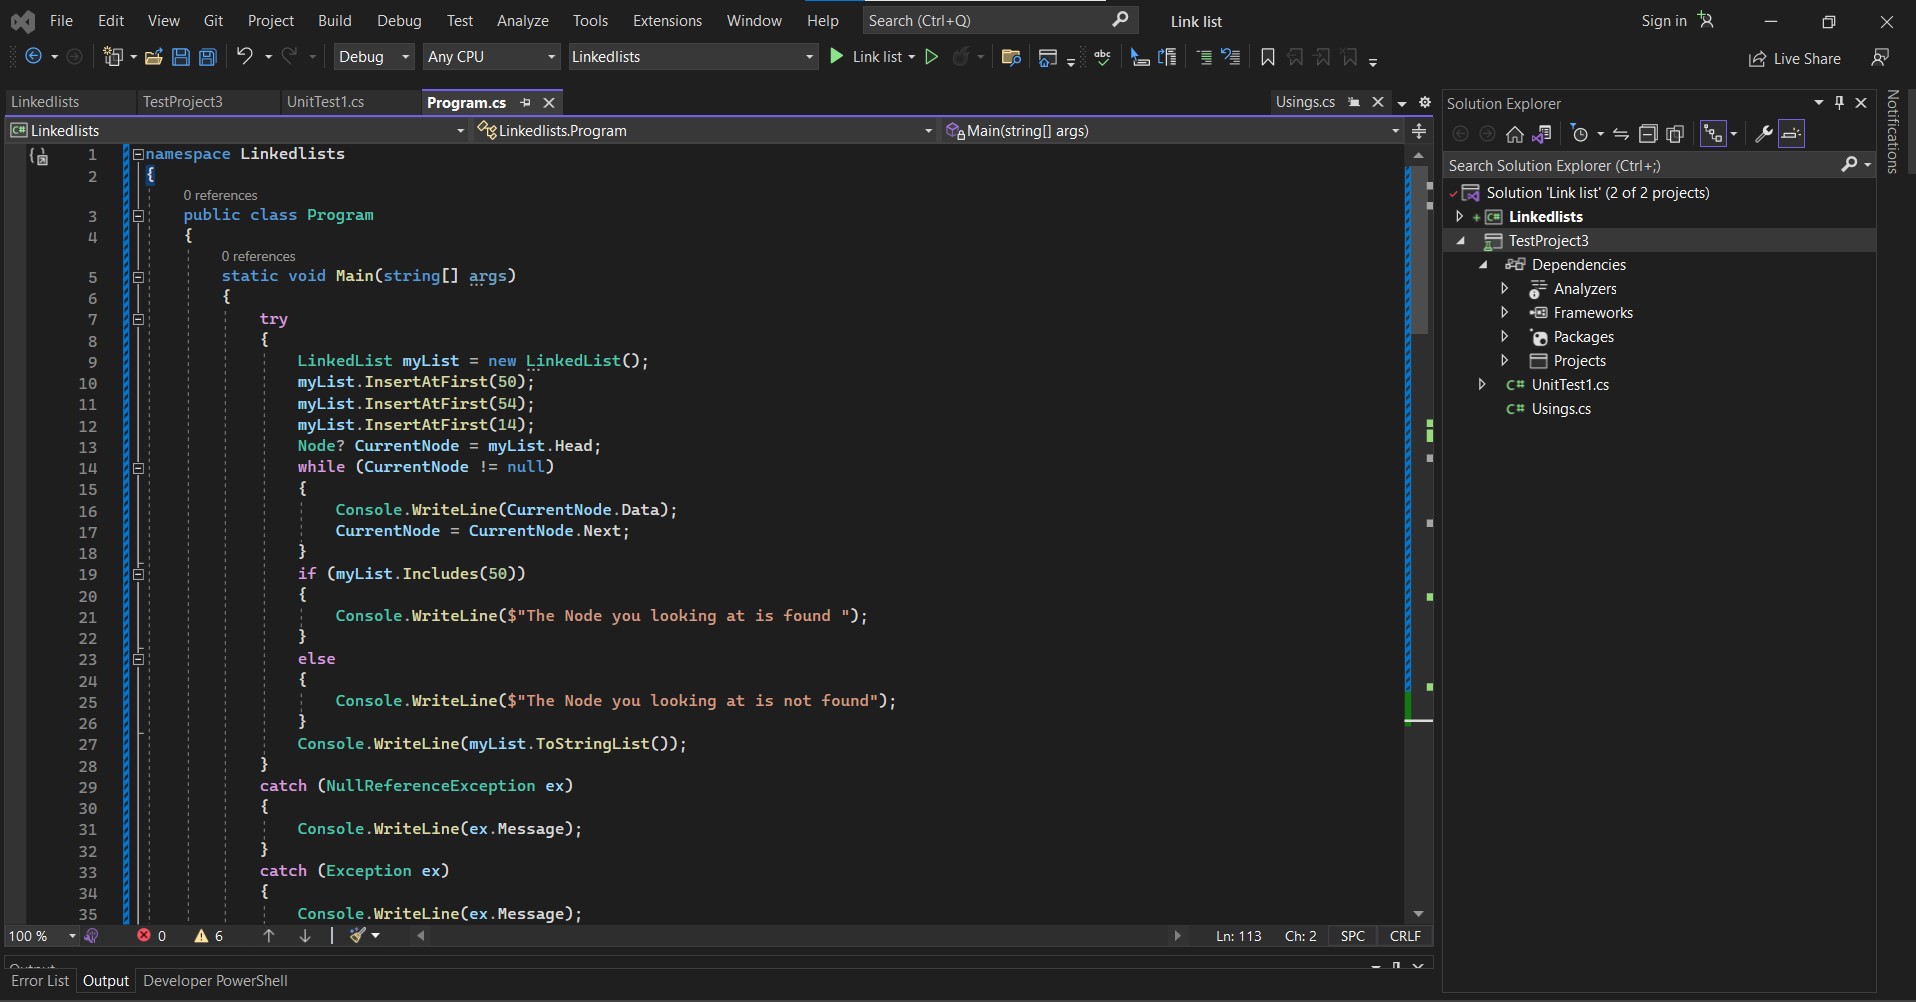 File Edit View Git Project Build Debug Test Analyze Tools Extensions Window Help Search (Ctrl+Q) Link list Sign in
Debug Any CPU Linkedlists Link list Live Share
Linkedlists TestProject3 UnitTest1.cs Program.cs Usings.cs
Linkedlists Linkedlists.Program Main(string[] args)
1 namespace Linkedlists
2 {
0 references
3 public class Program
4 {
0 references
5 static void Main(string[] args)
6 {
7 try
8 {
9 LinkedList myList = new LinkedList();
10 myList.InsertAtFirst(50);
11 myList.InsertAtFirst(54);
12 myList.InsertAtFirst(14);
13 Node? CurrentNode = myList.Head;
14 while (CurrentNode != null)
15 {
16 Console.WriteLine(CurrentNode.Data);
17 CurrentNode = CurrentNode.Next;
18 }
19 if (myList.Includes(50))
20 {
21 Console.WriteLine($"The Node you looking at is found ");
22 }
23 else
24 {
25 Console.WriteLine($"The Node you looking at is not found");
26 }
27 Console.WriteLine(myList.ToStringList());
28 }
29 catch (NullReferenceException ex)
30 {
31 Console.WriteLine(ex.Message);
32 }
33 catch (Exception ex)
34 {
35 Console.WriteLine(ex.Message);
100 % 0 6 Ln: 113 Ch: 2 SPC CRLF
Output
Error List Output Developer PowerShell
Solution Explorer
Search Solution Explorer (Ctrl+;)
Solution 'Link list' (2 of 2 projects)
Linkedlists
TestProject3
Dependencies
Analyzers
Frameworks
Packages
Projects
C# UnitTest1.cs
C# Usings.cs
Notifications